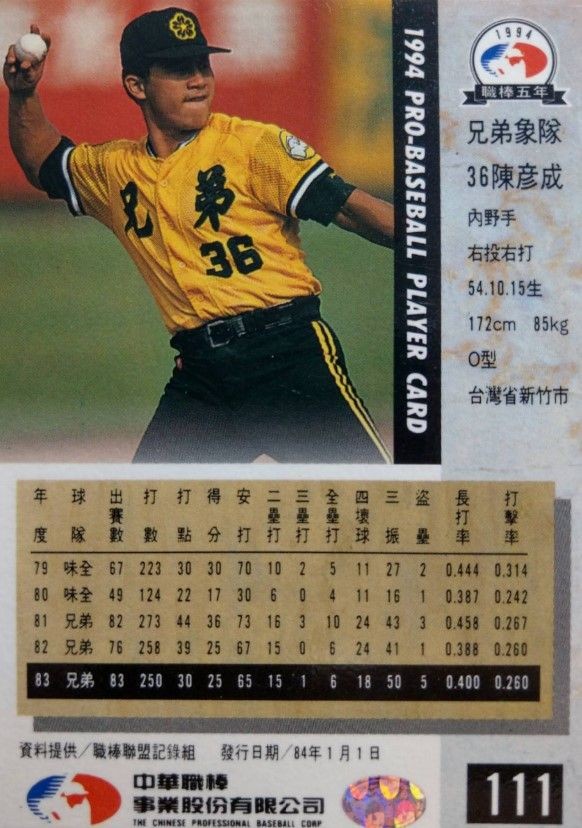 1994
職棒五年
兄弟
36
1994 PRO-BASEBALL PLAYER CARD
兄弟象隊
36陳彦成
內野手
右投右打
54.10.15生
172cm 85kg
O型
台灣省新竹市
年度 球隊 出賽數 打數 打點 得分 安打 二壘打 三壘打 全壘打 四壞球 三振 盜壘 長打率 打擊率
79 味全 67 223 30 30 70 10 2 5 11 27 2 0.444 0.314
80 味全 49 124 22 17 30 6 0 4 11 16 1 0.387 0.242
81 兄弟 82 273 44 36 73 16 3 10 24 43 3 0.458 0.267
82 兄弟 76 258 39 25 67 15 0 6 24 41 1 0.388 0.260
83 兄弟 83 250 30 25 65 15 1 6 18 50 5 0.400 0.260
資料提供／職棒聯盟記錄組 發行日期／84年1月1日
中華職棒
事業股份有限公司
THE CHINESE PROFESSIONAL BASEBALL CORP
111